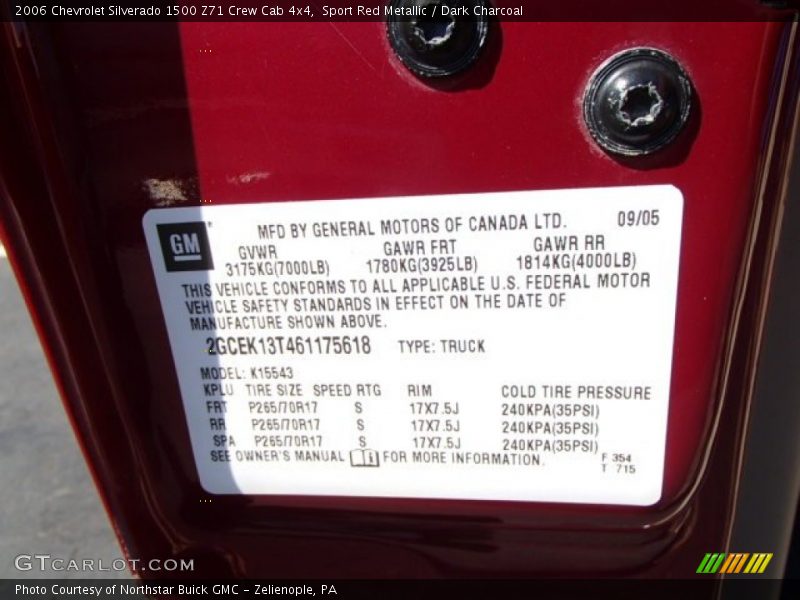 2006 Chevrolet Silverado 1500 Z71 Crew Cab 4x4, Sport Red Metallic / Dark Charcoal
GM
MFD BY GENERAL MOTORS OF CANADA LTD. 09/05
GVWR GAWR FRT GAWR RR
3175KG(7000LB) 1780KG(3925LB) 1814KG(4000LB)
THIS VEHICLE CONFORMS TO ALL APPLICABLE U.S. FEDERAL MOTOR
VEHICLE SAFETY STANDARDS IN EFFECT ON THE DATE OF
MANUFACTURE SHOWN ABOVE.
2GCEK13T461175618 TYPE: TRUCK
MODEL: K15543
KPLU TIRE SIZE SPEED RTG RIM COLD TIRE PRESSURE
FRT P265/70R17 S 17X7.5J 240KPA(35PSI)
RR P265/70R17 S 17X7.5J 240KPA(35PSI)
SPA P265/70R17 S 17X7.5J 240KPA(35PSI)
SEE OWNER'S MANUAL FOR MORE INFORMATION. F 354
T 715
GTCARLOT.COM
Photo Courtesy of Northstar Buick GMC - Zelienople, PA